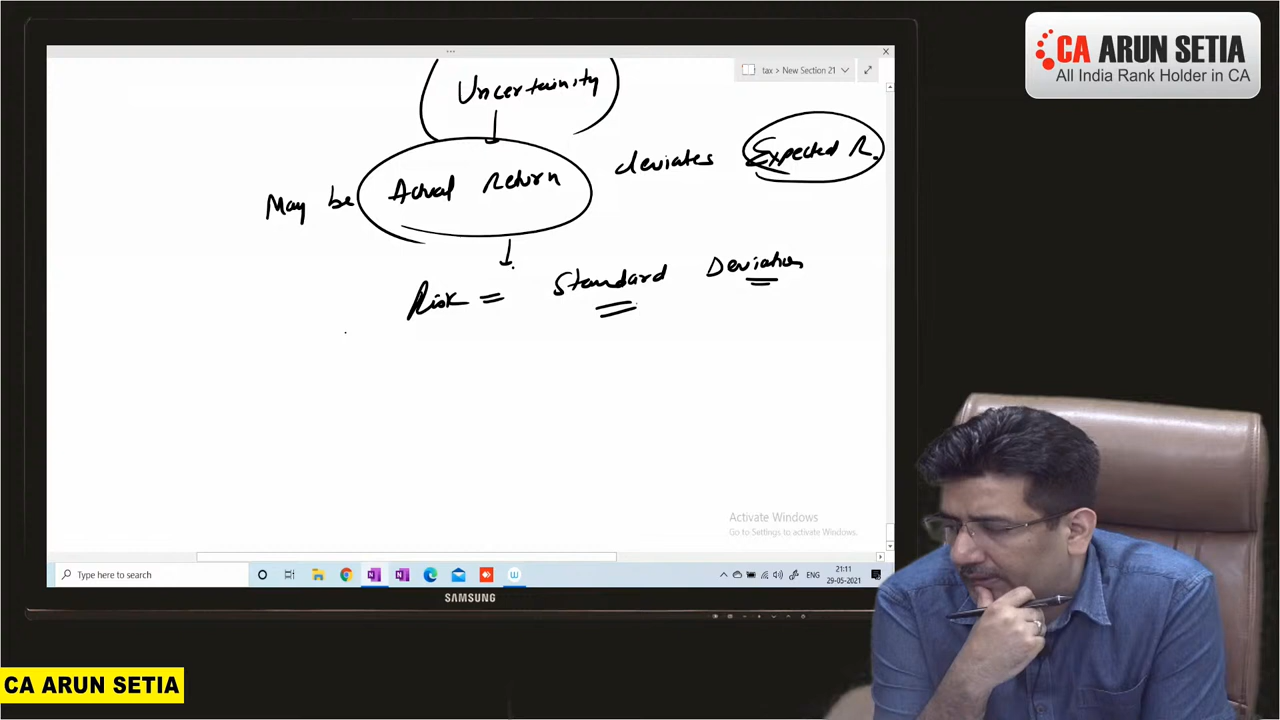 CA ARUN SETIA
All India Rank Holder in CA
tax > New Section 21
Uncertainity
May be Actual Return deviates Expected R.
Risk = Standard Deviation
Activate Windows
Go to Settings to activate Windows.
Type here to search
ENG
21:11
29-05-2021
SAMSUNG
CA ARUN SETIA